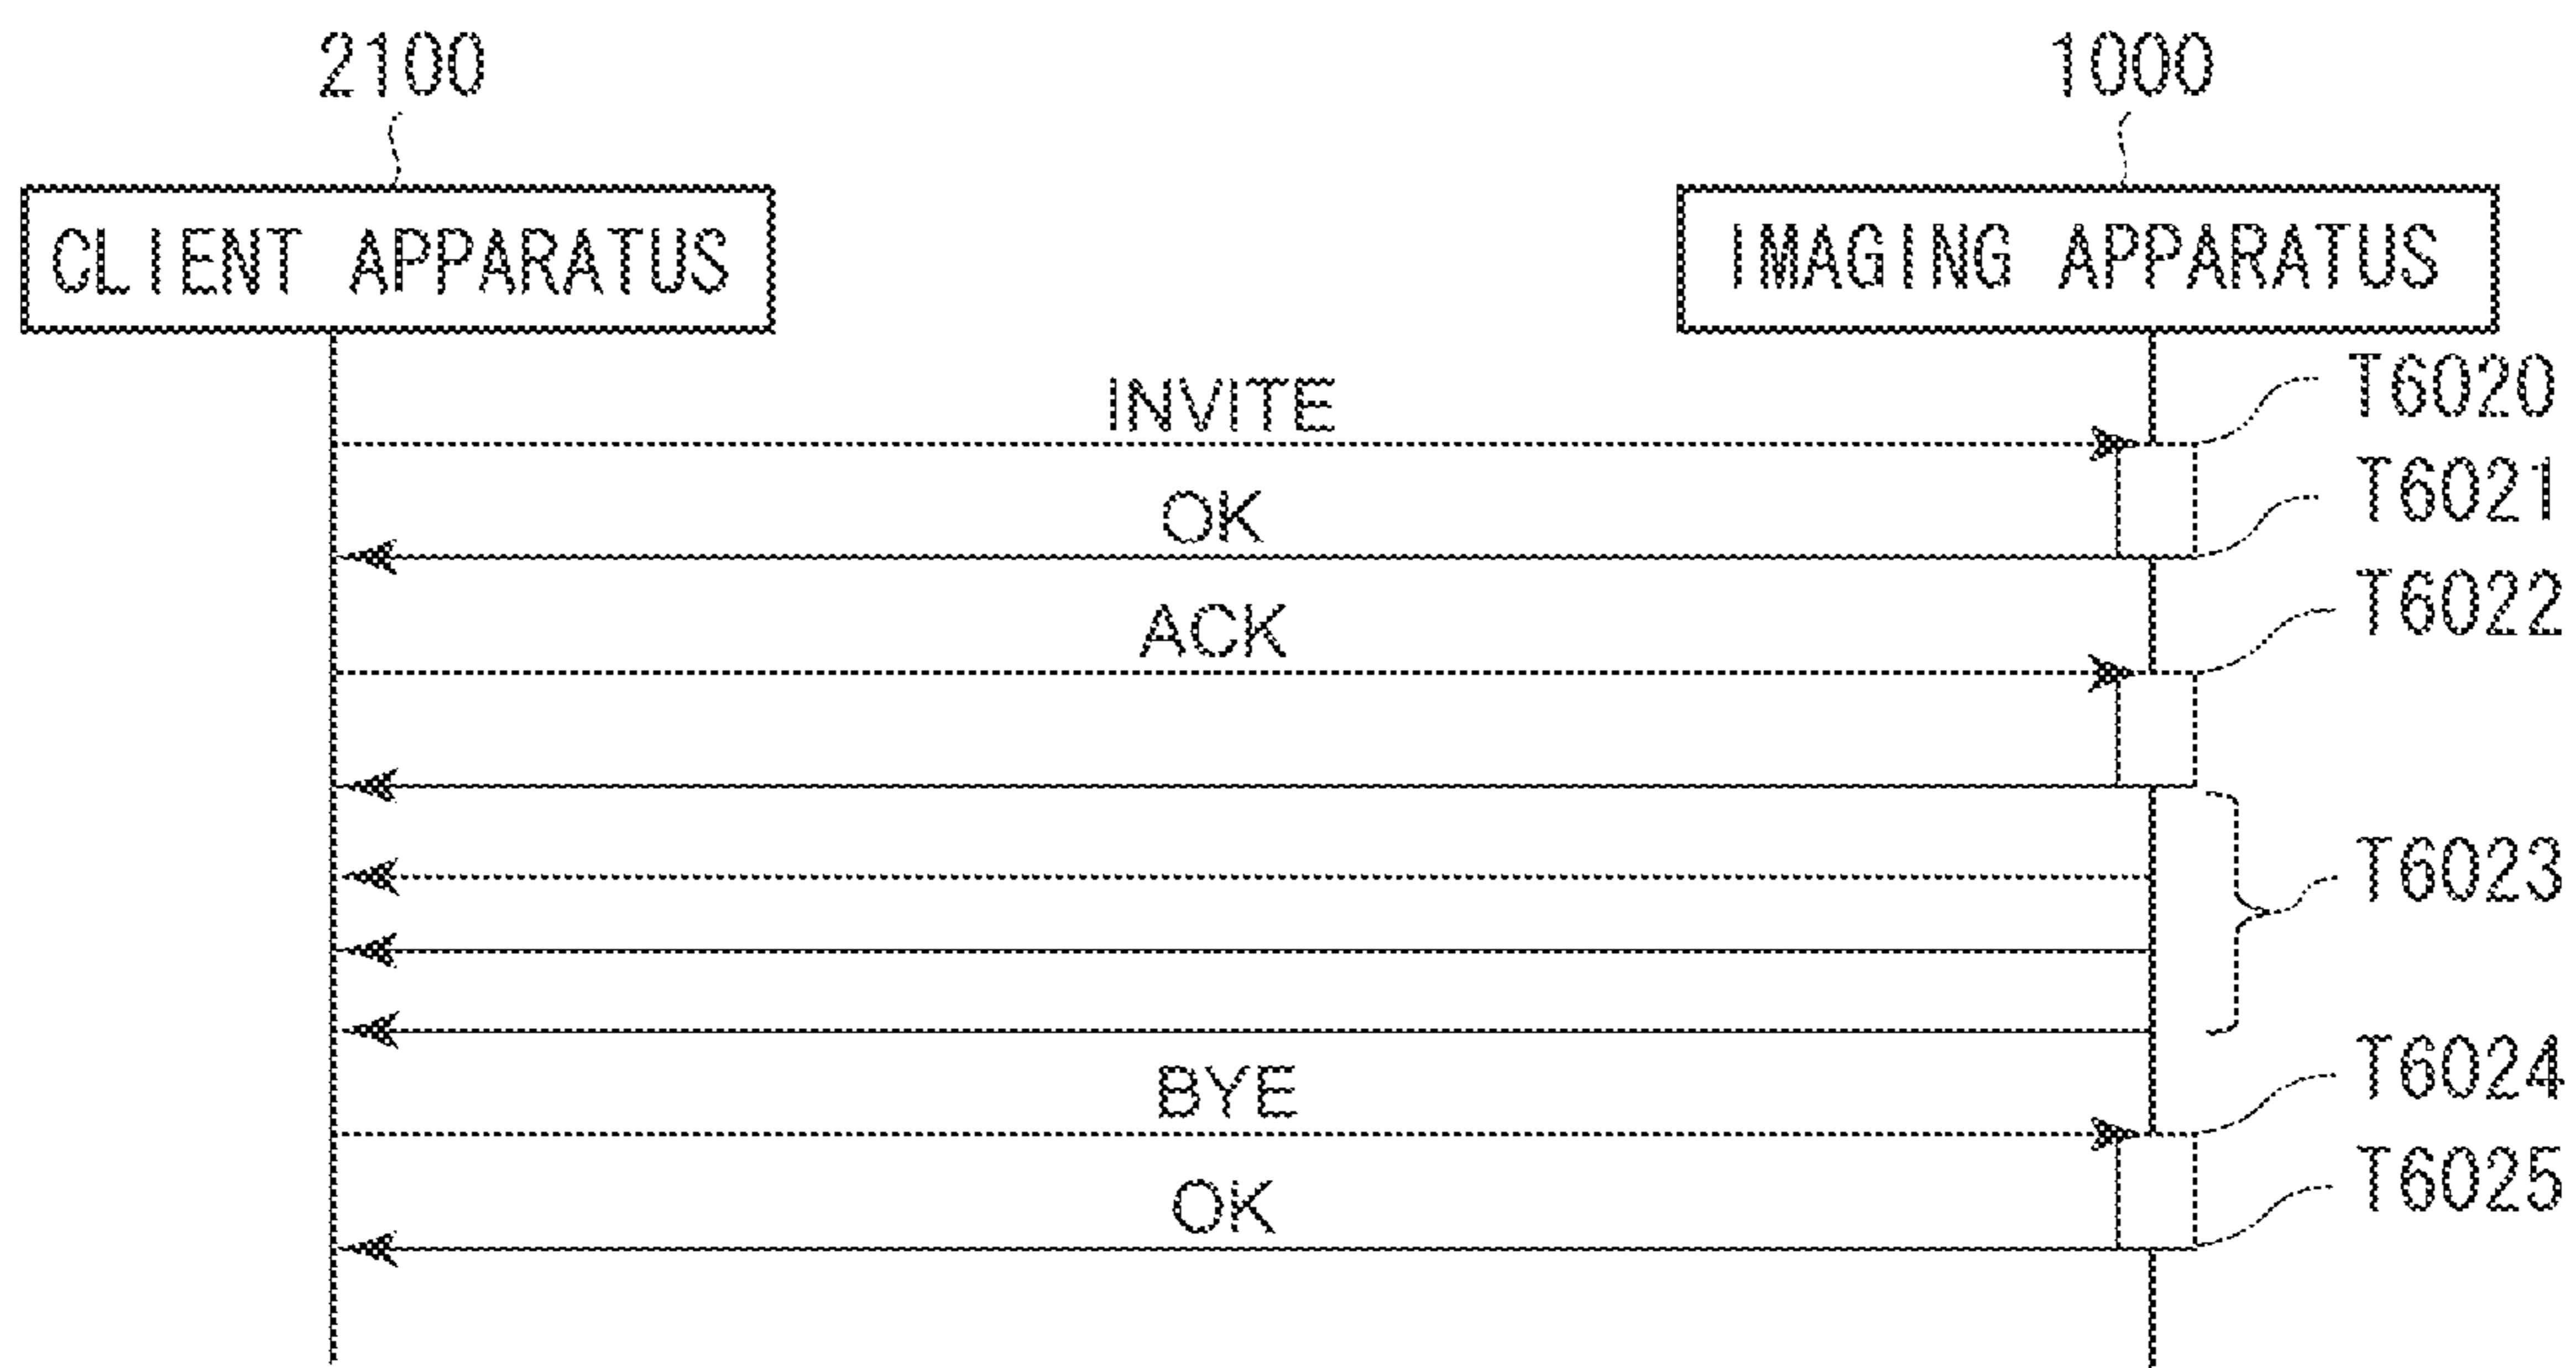 2100
1000
CLIENT APPARATUS
IMAGING APPARATUS
INVITE
T6020
OK
T6021
ACK
T6022
T6023
BYE
T6024
OK
T6025